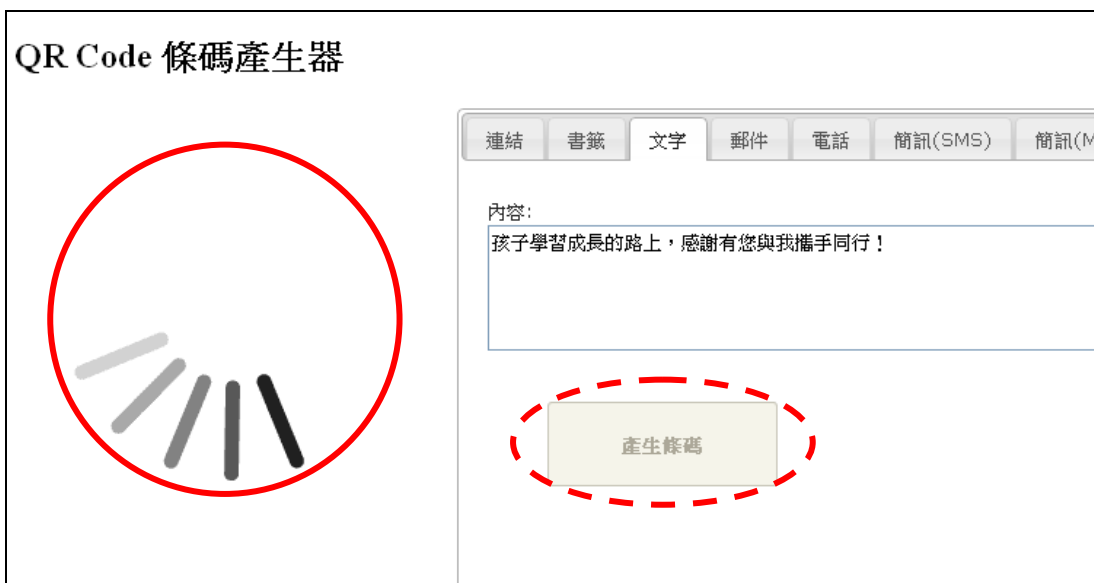 QR Code 條碼產生器
連結 書籤 文字 郵件 電話 簡訊(SMS) 簡訊(M
內容:
孩子學習成長的路上，感謝有您與我攜手同行！
產生條碼